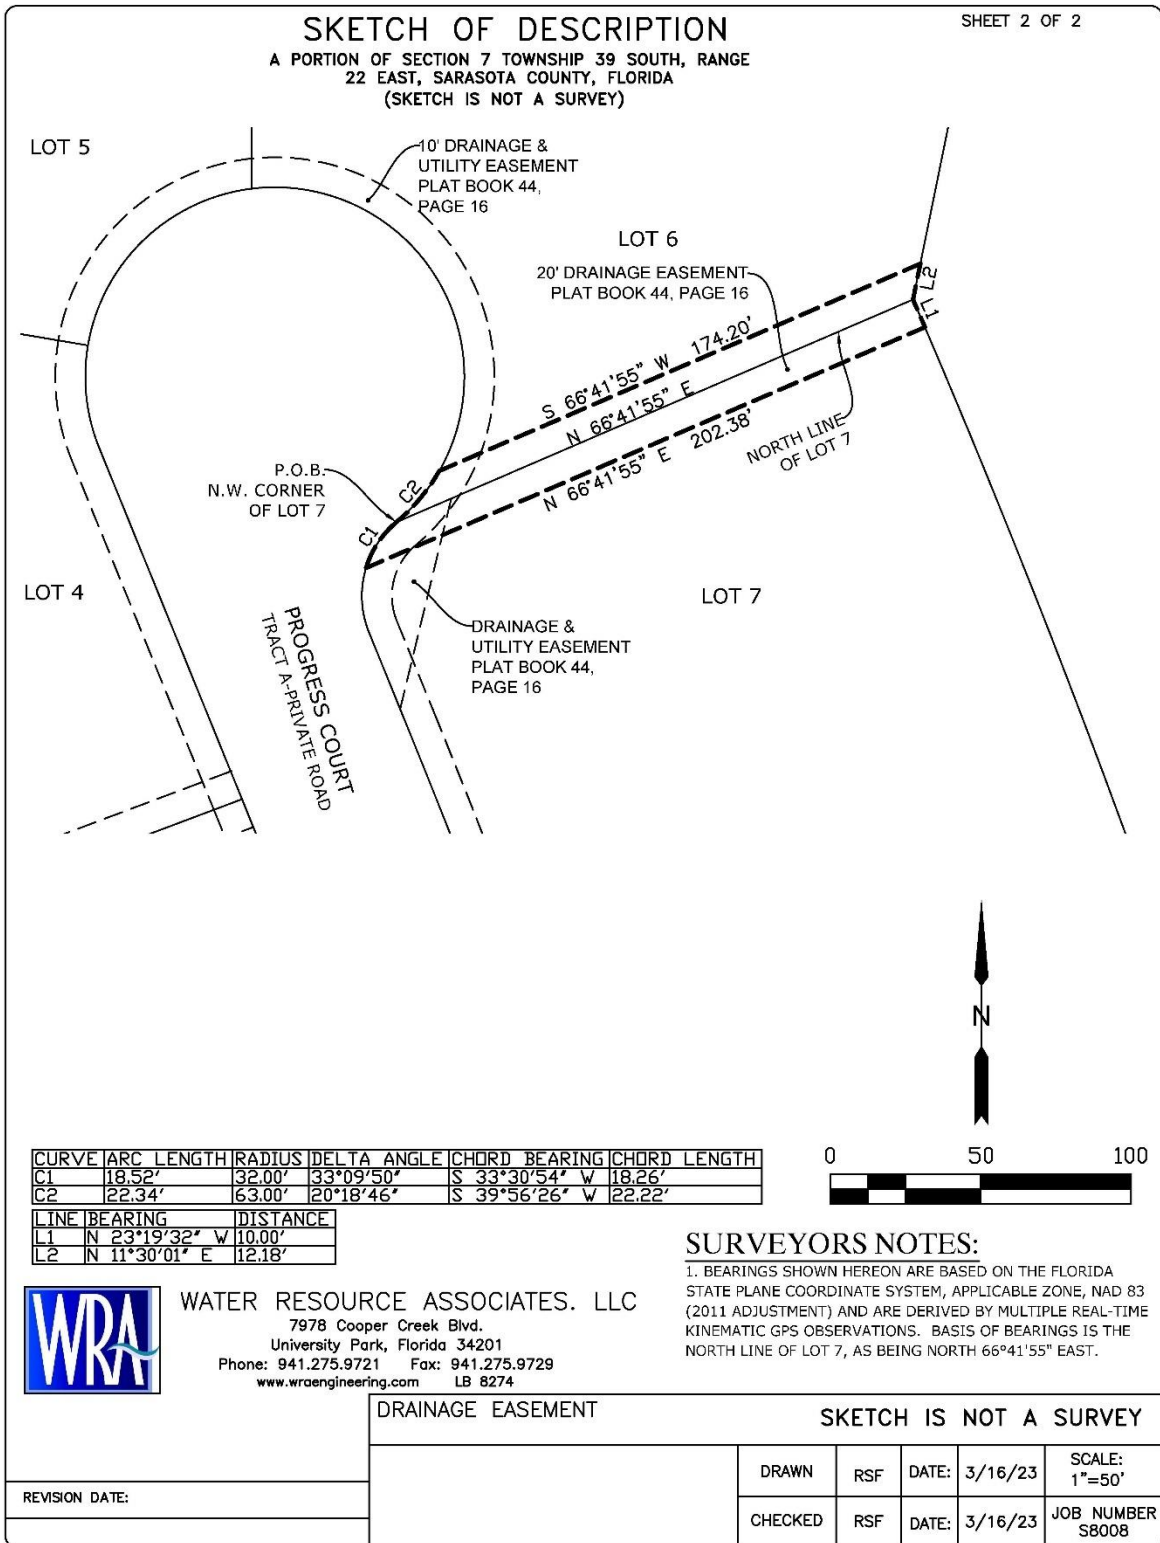 SKETCH OF DESCRIPTION
SHEET 2 OF 2
A PORTION OF SECTION 7 TOWNSHIP 39 SOUTH, RANGE
22 EAST, SARASOTA COUNTY, FLORIDA
(SKETCH IS NOT A SURVEY)
LOT 5
10' DRAINAGE &
UTILITY EASEMENT
PLAT BOOK 44,
PAGE 16
LOT 6
20' DRAINAGE EASEMENT
PLAT BOOK 44, PAGE 16
L2
L1
S 66°41'55" W 174.20'
N 66°41'55" E
N 66°41'55" E 202.38'
NORTH LINE
OF LOT 7
P.O.B.
N.W. CORNER
OF LOT 7
C2
C1
LOT 4
LOT 7
DRAINAGE &
UTILITY EASEMENT
PLAT BOOK 44,
PAGE 16
PROGRESS COURT
TRACT A-PRIVATE ROAD
N
0 50 100
CURVE ARC LENGTH RADIUS DELTA ANGLE CHORD BEARING CHORD LENGTH
C1 18.52' 32.00' 33°09'50" S 33°30'54" W 18.26'
C2 22.34' 63.00' 20°18'46" S 39°56'26" W 22.22'
LINE BEARING DISTANCE
L1 N 23°19'32" W 10.00'
L2 N 11°30'01" E 12.18'
SURVEYORS NOTES:
1. BEARINGS SHOWN HEREON ARE BASED ON THE FLORIDA
STATE PLANE COORDINATE SYSTEM, APPLICABLE ZONE, NAD 83
(2011 ADJUSTMENT) AND ARE DERIVED BY MULTIPLE REAL-TIME
KINEMATIC GPS OBSERVATIONS. BASIS OF BEARINGS IS THE
NORTH LINE OF LOT 7, AS BEING NORTH 66°41'55" EAST.
WRA
WATER RESOURCE ASSOCIATES. LLC
7978 Cooper Creek Blvd.
University Park, Florida 34201
Phone: 941.275.9721 Fax: 941.275.9729
www.wraengineering.com LB 8274
DRAINAGE EASEMENT
SKETCH IS NOT A SURVEY
DRAWN RSF DATE: 3/16/23 SCALE:
1"=50'
REVISION DATE:
CHECKED RSF DATE: 3/16/23 JOB NUMBER
S8008